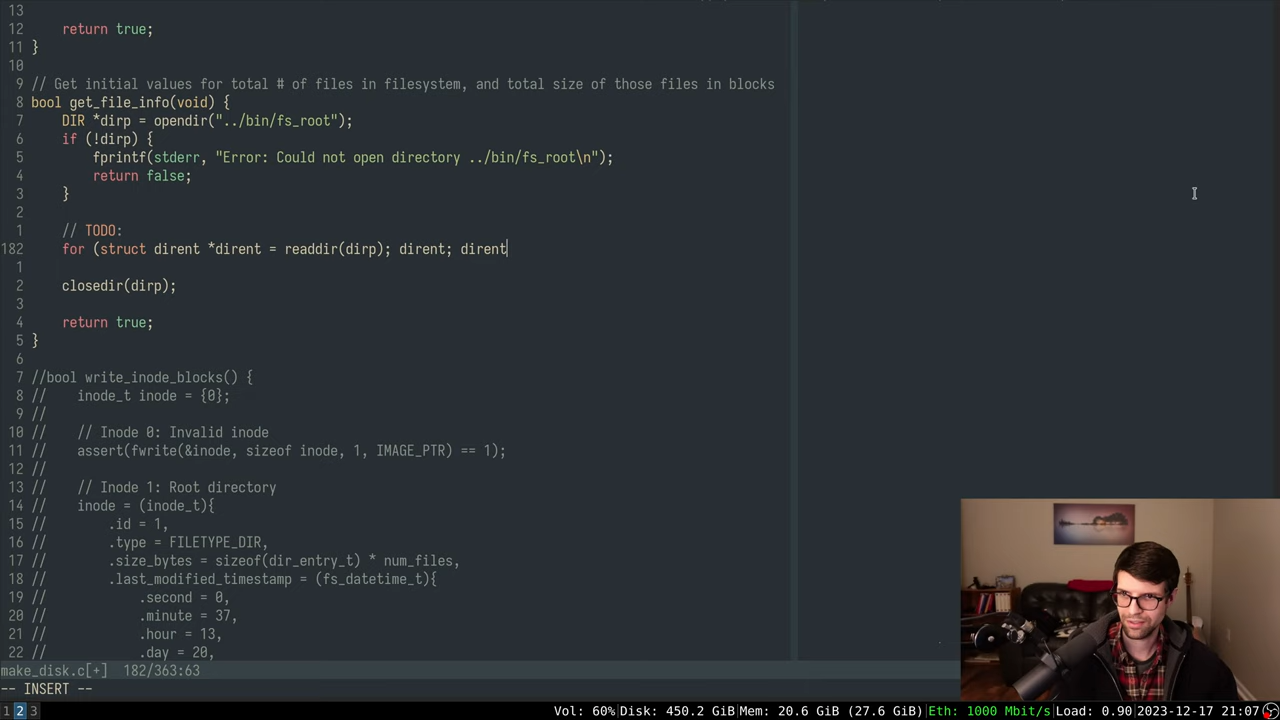 13
12     return true;
11 }
10
9 // Get initial values for total # of files in filesystem, and total size of those files in blocks
8 bool get_file_info(void) {
7     DIR *dirp = opendir("../bin/fs_root");
6     if (!dirp) {
5         fprintf(stderr, "Error: Could not open directory ../bin/fs_root\n");
4         return false;
3     }
2
1     // TODO:
182     for (struct dirent *dirent = readdir(dirp); dirent; dirent
1
2     closedir(dirp);
3
4     return true;
5 }
6
7 //bool write_inode_blocks() {
8 //    inode_t inode = {0};
9 //
10 //    // Inode 0: Invalid inode
11 //    assert(fwrite(&inode, sizeof inode, 1, IMAGE_PTR) == 1);
12 //
13 //    // Inode 1: Root directory
14 //    inode = (inode_t){
15 //        .id = 1,
16 //        .type = FILETYPE_DIR,
17 //        .size_bytes = sizeof(dir_entry_t) * num_files,
18 //        .last_modified_timestamp = (fs_datetime_t){
19 //            .second = 0,
20 //            .minute = 37,
21 //            .hour = 13,
22 //            .day = 20,
make_disk.c[+]  182/363:63
-- INSERT --
1 2 3 Vol: 60% Disk: 450.2 GiB Mem: 20.6 GiB (27.6 GiB) Eth: 1000 Mbit/s Load: 0.90 2023-12-17 21:07